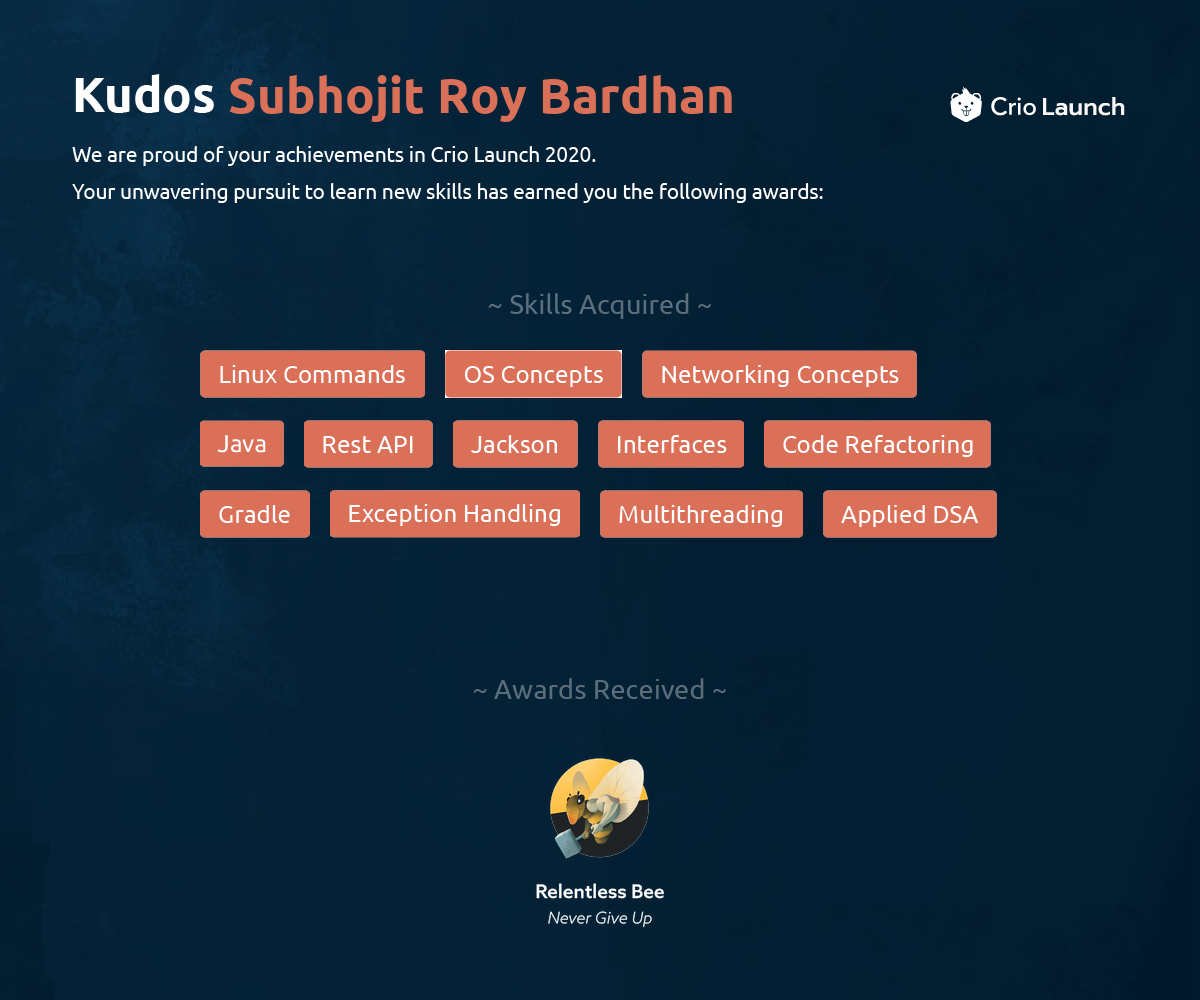 Kudos Subhojit Roy Bardhan
Crio Launch
We are proud of your achievements in Crio Launch 2020.
Your unwavering pursuit to learn new skills has earned you the following awards:
~ Skills Acquired ~
Linux Commands OS Concepts Networking Concepts
Java Rest API Jackson Interfaces Code Refactoring
Gradle Exception Handling Multithreading Applied DSA
~ Awards Received ~
Relentless Bee
Never Give Up